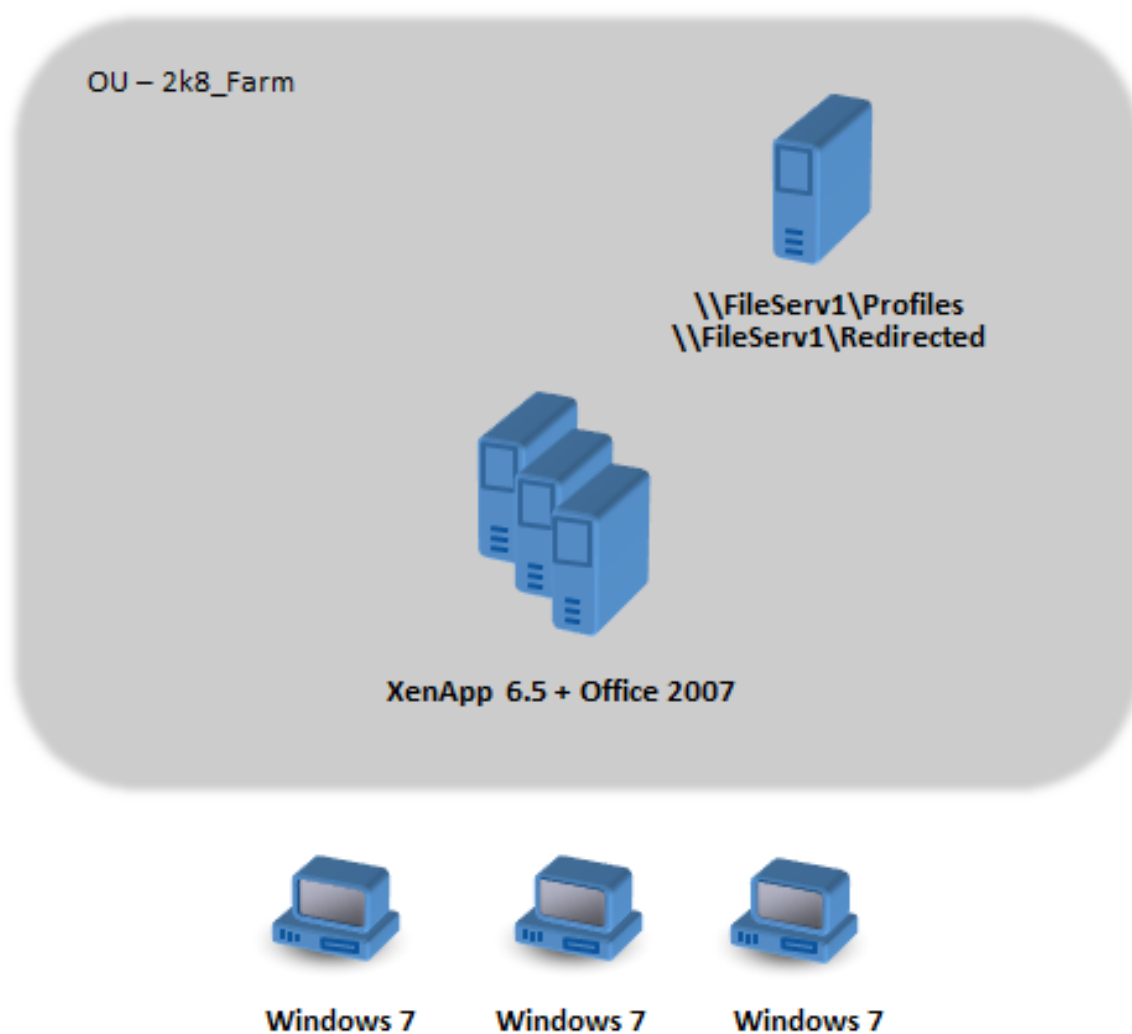 OU – 2k8_Farm
\\FileServ1\Profiles
\\FileServ1\Redirected
XenApp 6.5 + Office 2007
Windows 7
Windows 7
Windows 7